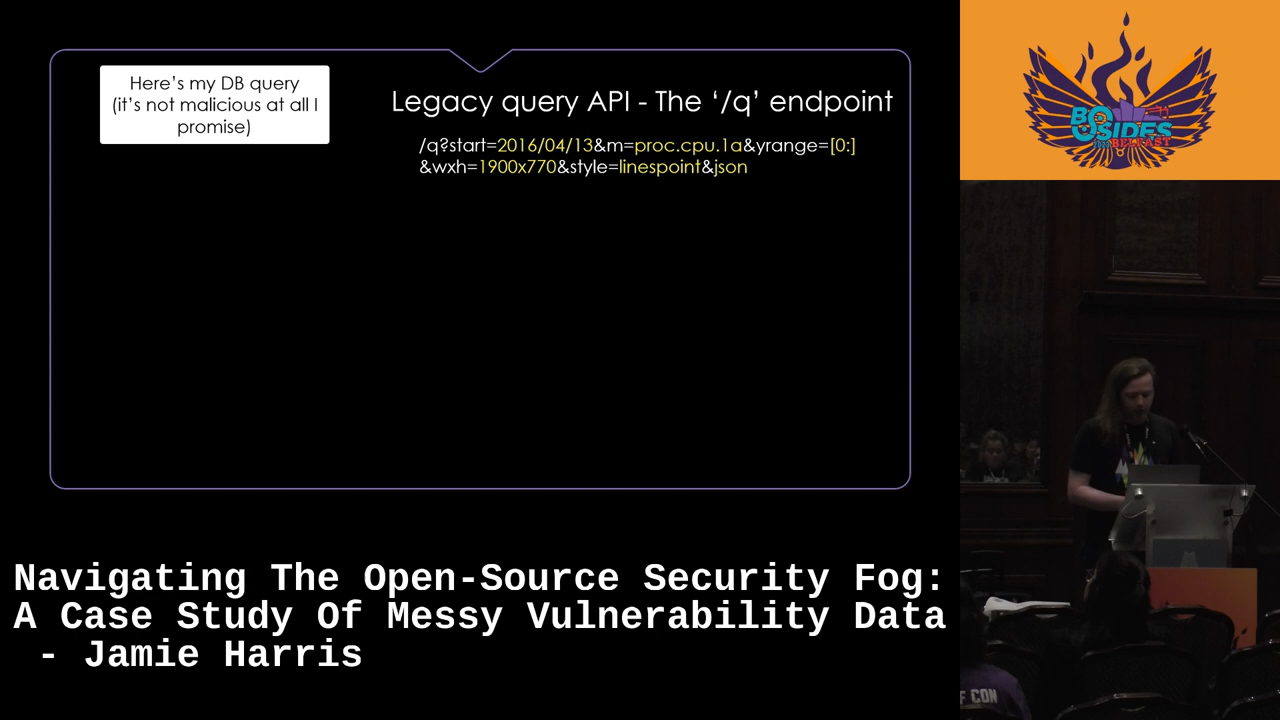 Here’s my DB query
(it’s not malicious at all I
promise)
Legacy query API - The ‘/q’ endpoint
/q?start=2016/04/13&m=proc.cpu.1a&yrange=[0:]
&wxh=1900x770&style=linespoint&json
BSIDES
BELFAST
Navigating The Open-Source Security Fog:
A Case Study Of Messy Vulnerability Data
- Jamie Harris
F CON